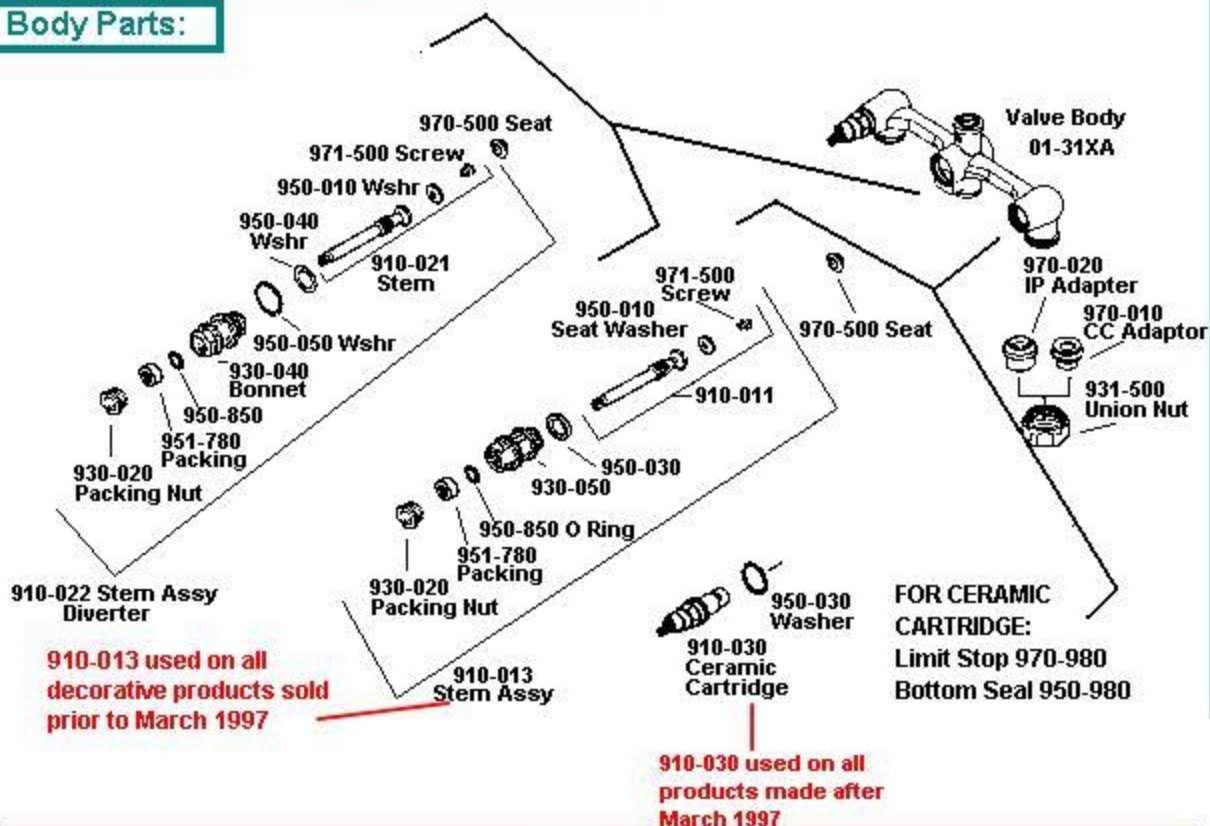 Body Parts:
970-500 Seat
971-500 Screw
950-010 Wshr
950-040
Wshr
910-021
Stem
950-050 Wshr
930-040
Bonnet
950-850
951-780
Packing
930-020
Packing Nut
910-022 Stem Assy
Diverter
910-013 used on all
decorative products sold
prior to March 1997
Valve Body
01-31XA
971-500
Screw
950-010
Seat Washer
970-500 Seat
910-011
950-030
930-050
950-850 O Ring
951-780
Packing
930-020
Packing Nut
910-013
Stem Assy
970-020
IP Adapter
970-010
CC Adaptor
931-500
Union Nut
950-030
Washer
910-030
Ceramic
Cartridge
FOR CERAMIC
CARTRIDGE:
Limit Stop 970-980
Bottom Seal 950-980
910-030 used on all
products made after
March 1997